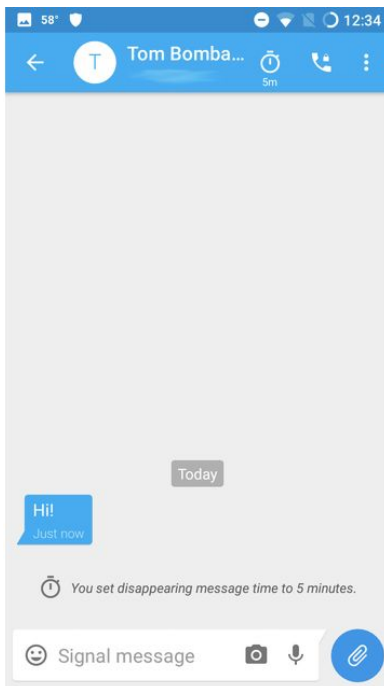 58° 12:34
T Tom Bomba...
5m
Today
Hi!
Just now
You set disappearing message time to 5 minutes.
Signal message